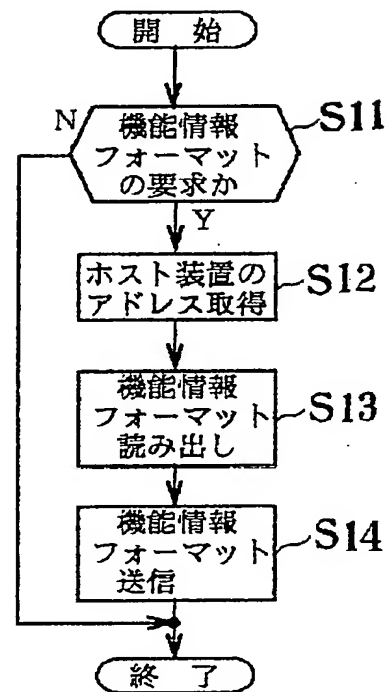 開 始
N
機能情報
フォーマット
の要求か
S11
Y
ホスト装置の
アドレス取得
S12
機能情報
フォーマット
読み出し
S13
機能情報
フォーマット
送信
S14
終 了